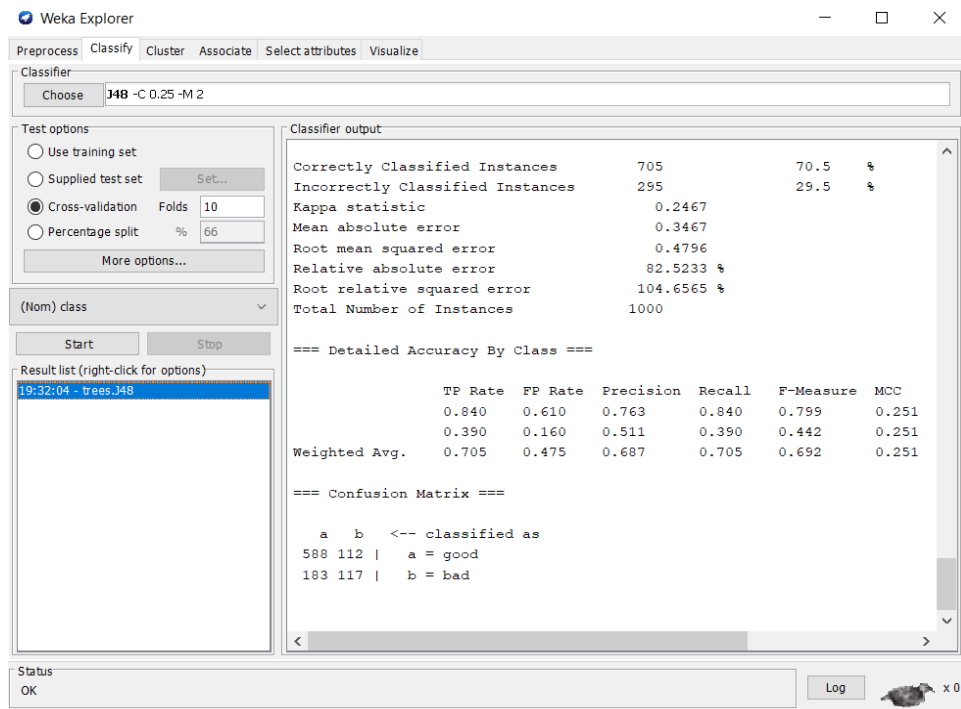 Weka Explorer
Preprocess Classify Cluster Associate Select attributes Visualize
Classifier
Choose J48 -C 0.25 -M 2
Test options
Use training set
Supplied test set Set...
Cross-validation Folds 10
Percentage split % 66
More options...
(Nom) class
Start Stop
Result list (right-click for options)
19:32:04 - trees.J48
Classifier output
Correctly Classified Instances 705 70.5 %
Incorrectly Classified Instances 295 29.5 %
Kappa statistic 0.2467
Mean absolute error 0.3467
Root mean squared error 0.4796
Relative absolute error 82.5233 %
Root relative squared error 104.6565 %
Total Number of Instances 1000
=== Detailed Accuracy By Class ===
TP Rate FP Rate Precision Recall F-Measure MCC
0.840 0.610 0.763 0.840 0.799 0.251
0.390 0.160 0.511 0.390 0.442 0.251
Weighted Avg. 0.705 0.475 0.687 0.705 0.692 0.251
=== Confusion Matrix ===
a b <-- classified as
588 112 | a = good
183 117 | b = bad
Status
OK
Log
x 0